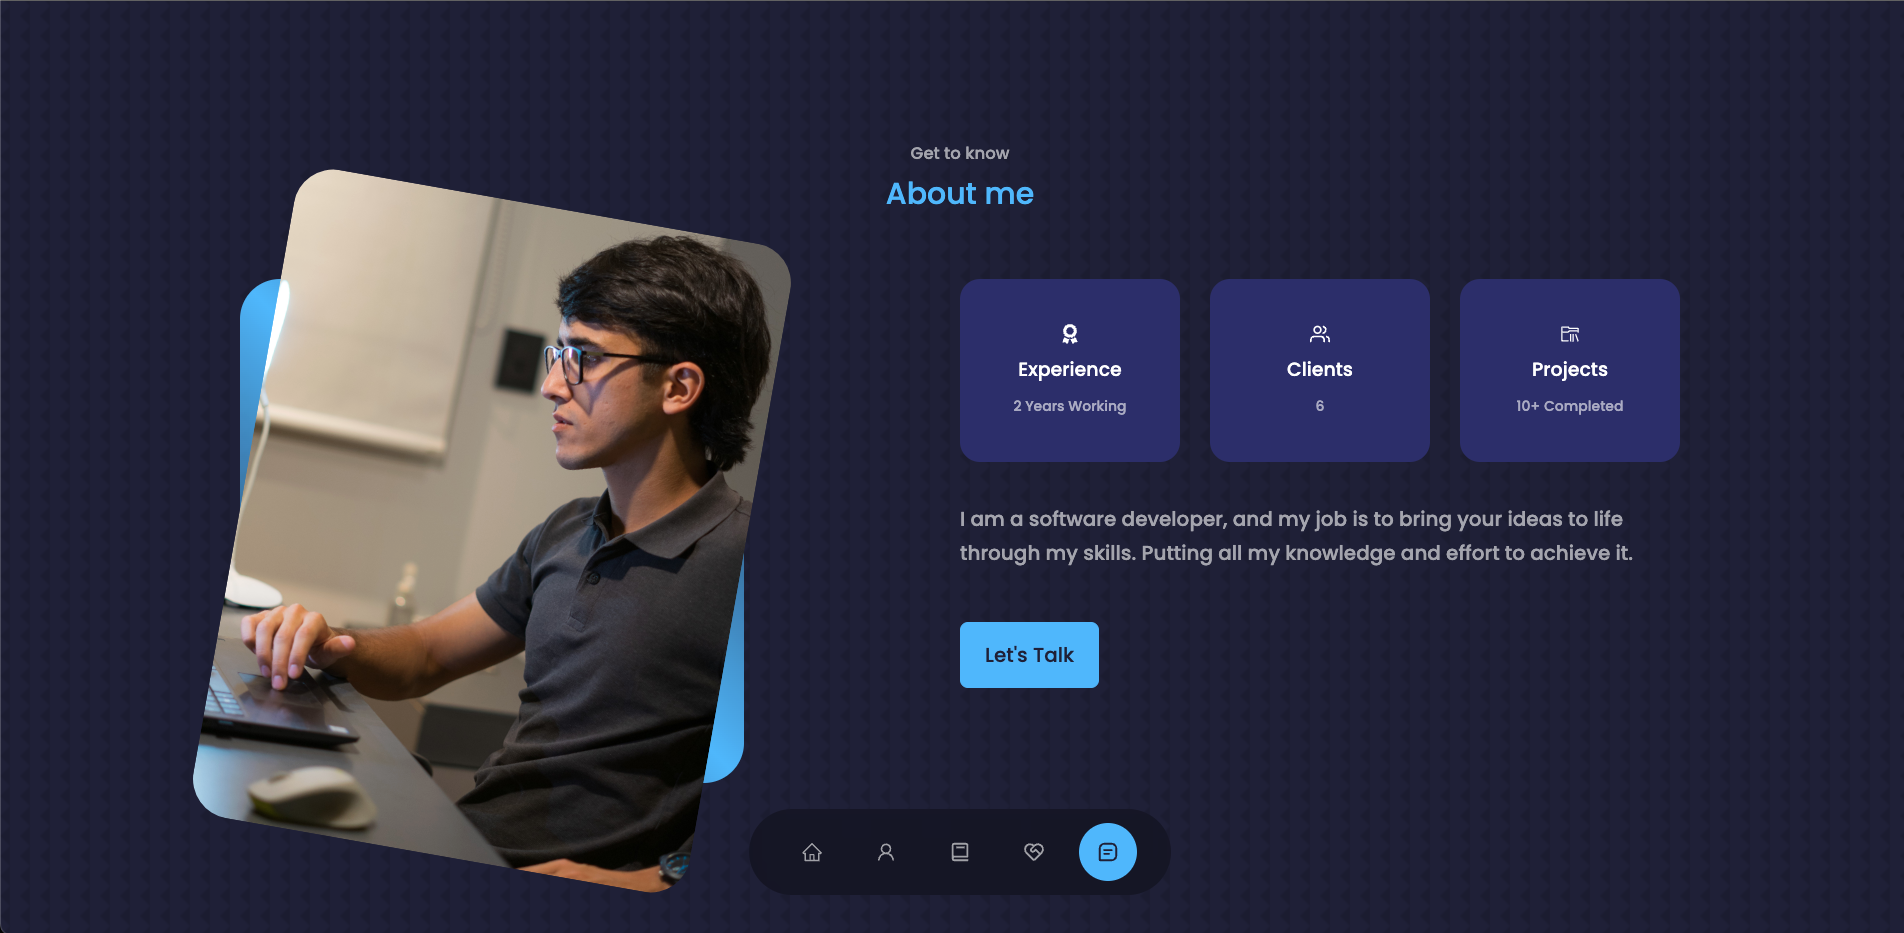 Get to know
About me
Experience
2 Years Working
Clients
6
Projects
10+ Completed
I am a software developer, and my job is to bring your ideas to life
through my skills. Putting all my knowledge and effort to achieve it.
Let's Talk